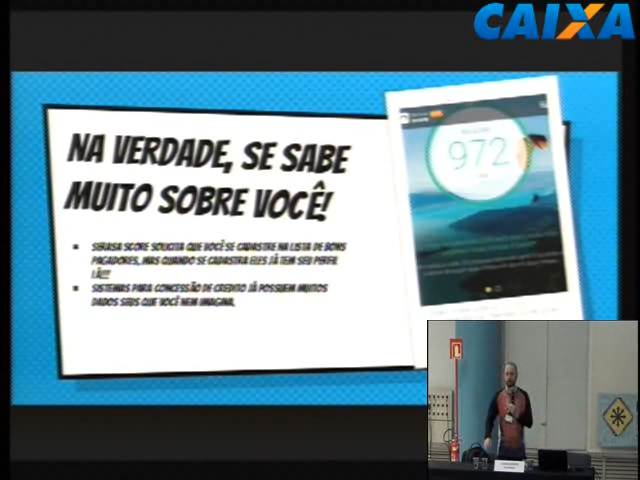 CAIXA
NA VERDADE, SE SABE
MUITO SOBRE VOCÊ!
972
SERASA SCORE SOLICITA QUE VOCÊ SE CADASTRE NA LISTA DE BONS
PAGADORES, MAS QUANDO SE CADASTRA ELES JÁ TEM SEU PERFIL
LÁ!!!
SISTEMAS PARA CONCESSÃO DE CREDITO JÁ POSSUEM MUITOS
DADOS SEUS QUE VOCÊ NEM IMAGINA.